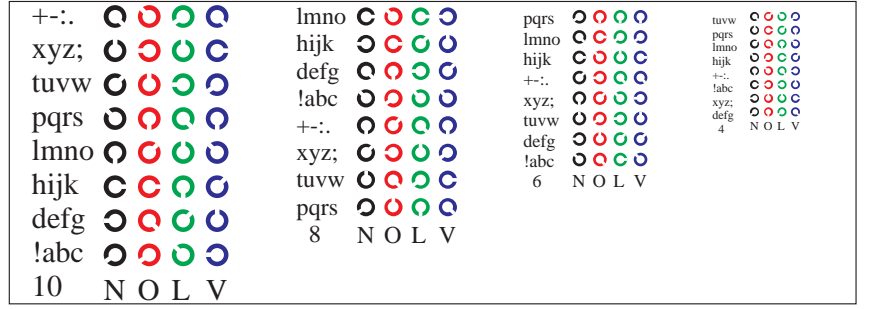 +-:.
xyz;
tuvw
pqrs
lmno
hijk
defg
!abc
10 N O L V
lmno
hijk
defg
!abc
+-:.
xyz;
tuvw
pqrs
8 N O L V
pqrs
lmno
hijk
+-:.
xyz;
tuvw
defg
!abc
6 N O L V
tuvw
pqrs
lmno
hijk
+-:.
!abc
xyz;
defg
4 N O L V